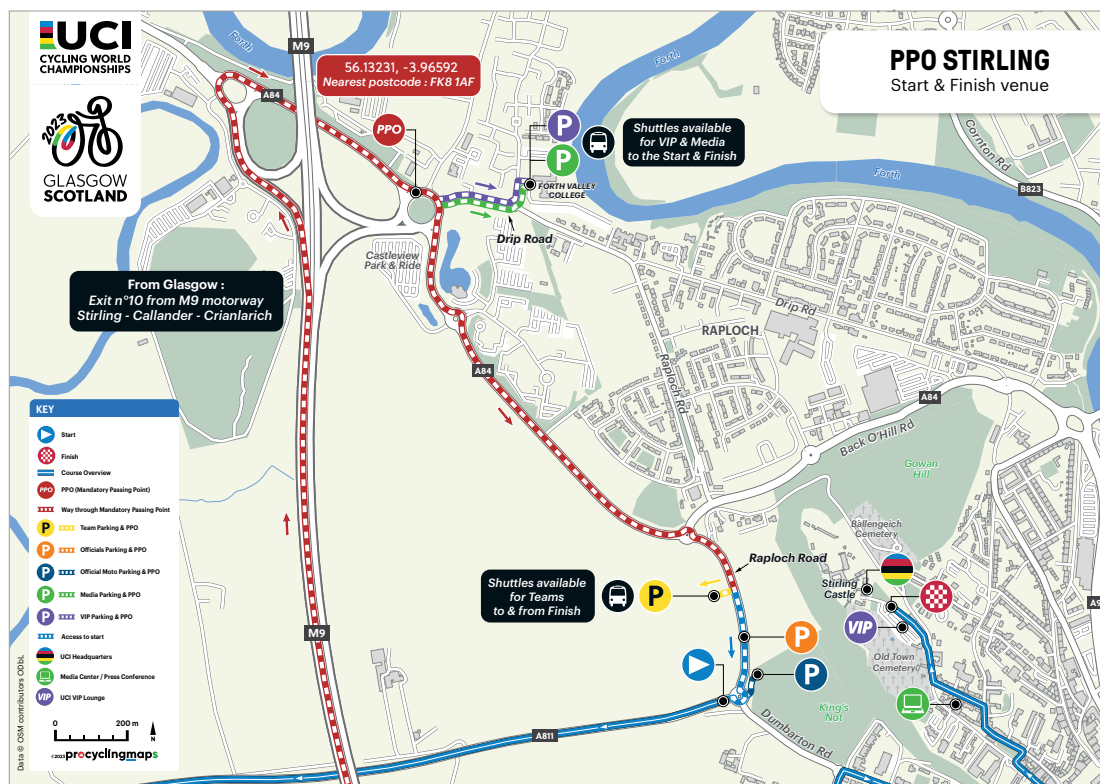 UCI
CYCLING WORLD
CHAMPIONSHIPS
2023
GLASGOW
SCOTLAND
PPO STIRLING
Start & Finish venue
56.13231, -3.96592
Nearest postcode : FK8 1AF
M9
Forth
A84
PPO
P
P
Shuttles available
for VIP & Media
to the Start & Finish
FORTH VALLEY
COLLEGE
Forth
Forth
Cornton Rd
B823
Drip Road
Castleview
Park & Ride
From Glasgow :
Exit n°10 from M9 motorway
Stirling - Callander - Crianlarich
Drip Rd
RAPLOCH
Raploch Rd
A84
A84
Back O'Hill Rd
Gowan
Hill
Ballengeich
Cemetery
Raploch Road
Stirling
Castle
Shuttles available
for Teams
to & from Finish
P
P
P
VIP
Old Town
Cemetery
King's
Not
Dumbarton Rd
A811
M9
A9
KEY
Start
Finish
Course Overview
PPO PPO (Mandatory Passing Point)
Way through Mandatory Passing Point
P Team Parking & PPO
P Officials Parking & PPO
P Official Moto Parking & PPO
P Media Parking & PPO
P VIP Parking & PPO
Access to start
UCI Headquarters
Media Center / Press Conference
VIP UCI VIP Lounge
0 200 m
N
©2023 procyclingmaps
Data © OSM contributors ODbL